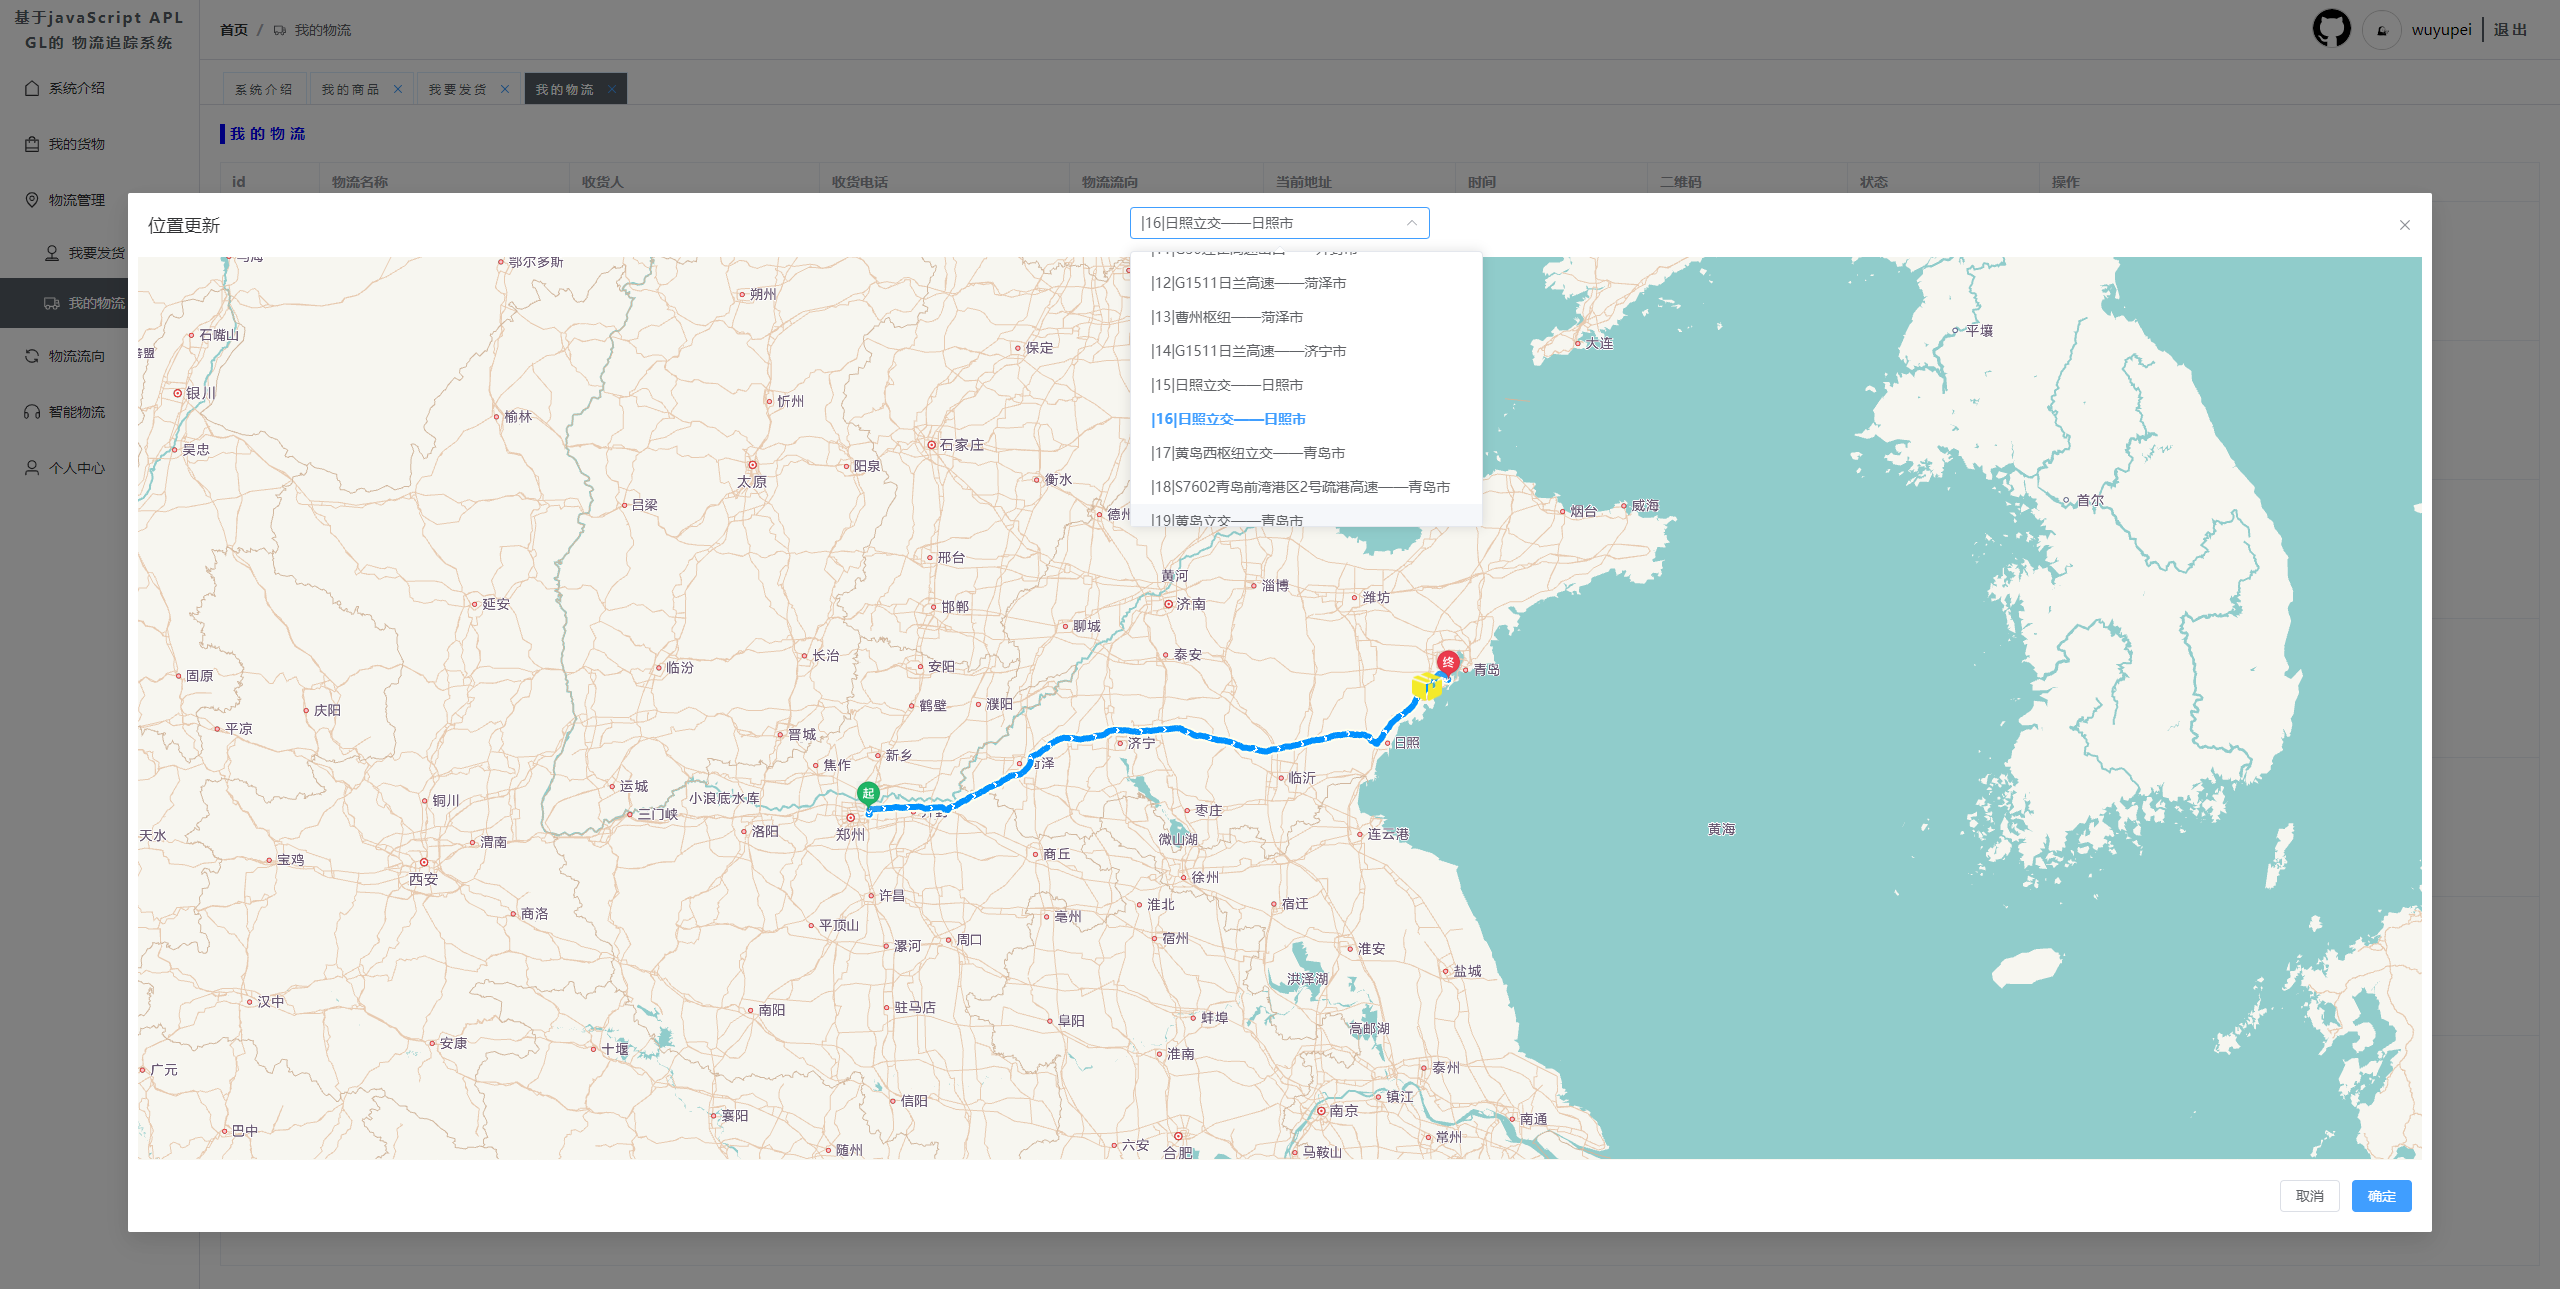 基于javaScript APL
GL的 物流追踪系统
首页 / 我的物流
wuyupei
退出
系统介绍
我的货物
物流管理
我要发货
我的物流
物流流向
智能物流
个人中心
系统介绍
我的商品
我要发货
我的物流
我的物流
id 物流名称 收货人 收货电话 物流流向 当前地址 时间 二维码 状态 操作
位置更新
|16|日照立交——日照市
|12|G1511日兰高速——菏泽市
|13|曹州枢纽——菏泽市
|14|G1511日兰高速——济宁市
|15|日照立交——日照市
|16|日照立交——日照市
|17|黄岛西枢纽立交——青岛市
|18|S7602青岛前湾港区2号疏港高速——青岛市
|19|黄岛立交——青岛市
乌海
鄂尔多斯
朔州
石嘴山
保定
大连
平壤
银川
忻州
榆林
石家庄
吴忠
阳泉
太原
衡水
吕梁
德州
首尔
烟台
威海
邢台
黄河
淄博
潍坊
延安
邯郸
济南
聊城
长治
安阳
泰安
临汾
终
青岛
固原
庆阳
鹤壁
濮阳
平凉
晋城
济宁
日照
新乡
焦作
菏泽
临沂
运城
起
小浪底水库
铜川
三门峡
枣庄
天水
洛阳
郑州
微山湖
连云港
黄海
渭南
宝鸡
商丘
西安
徐州
许昌
淮北
宿迁
商洛
亳州
平顶山
漯河
周口
宿州
淮安
盐城
洪泽湖
汉中
南阳
驻马店
阜阳
蚌埠
高邮湖
安康
十堰
淮南
广元
泰州
信阳
镇江
襄阳
南京
南通
巴中
常州
随州
六安
合肥
马鞍山
取消
确定